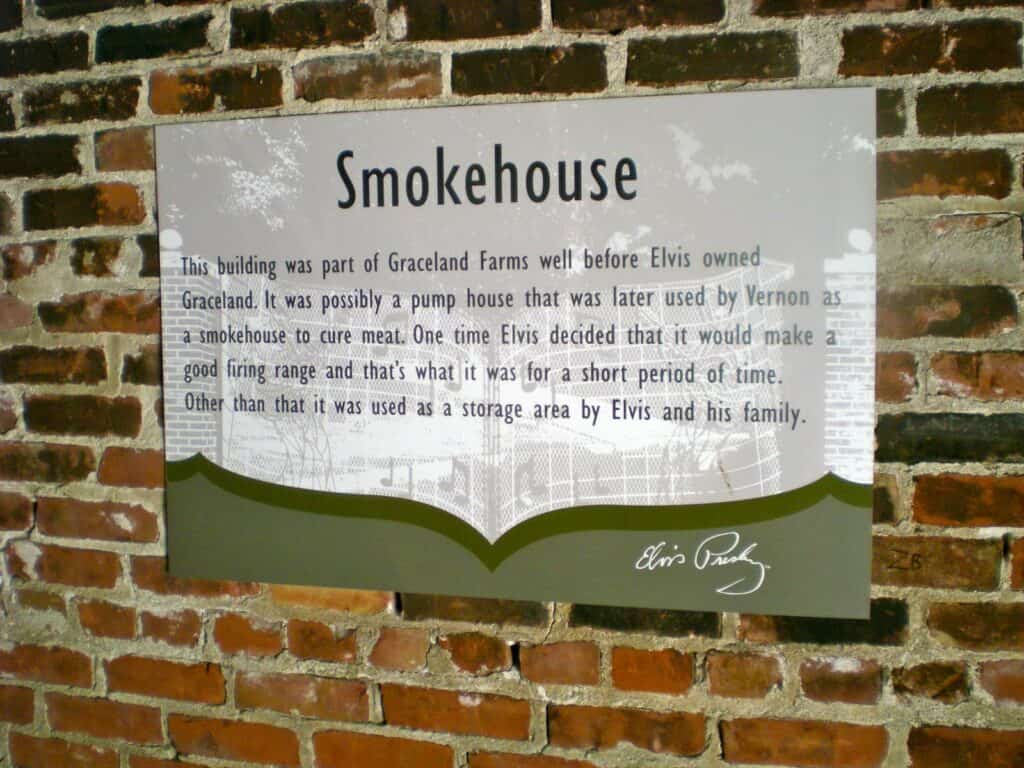 Smokehouse
This building was part of Graceland Farms well before Elvis owned
Graceland. It was possibly a pump house that was later used by Vernon as
a smokehouse to cure meat. One time Elvis decided that it would make a
good firing range and that's what it was for a short period of time.
Other than that it was used as a storage area by Elvis and his family.
Elvis Presley
ZB